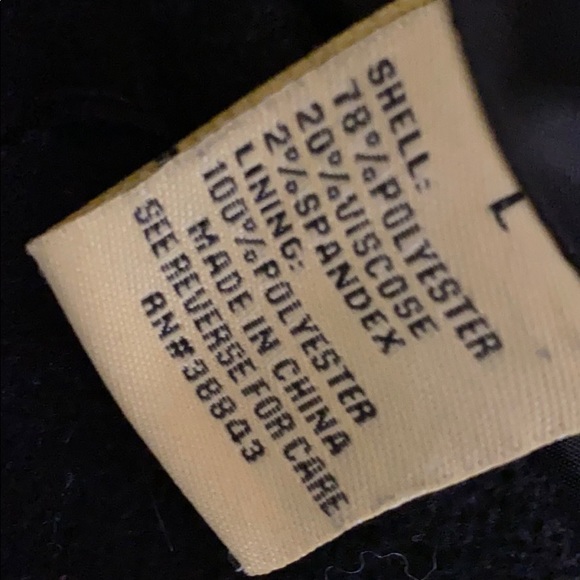 L
SHELL:
78%POLYESTER
20%VISCOSE
2%SPANDEX
LINING:
100%POLYESTER
MADE IN CHINA
SEE REVERSE FOR CARE
RN#38843